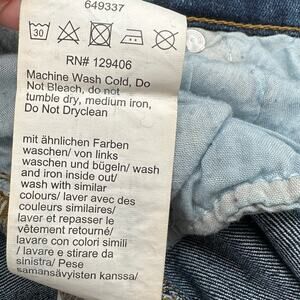 649337
30
RN# 129406
Machine Wash Cold, Do
Not Bleach, do not
tumble dry, medium iron,
Do Not Dryclean
mit ähnlichen Farben
waschen/ von links
waschen und bügeln/ wash
and iron inside out/
wash with similar
colours/ laver avec des
couleurs similaires/
laver et repasser le
vêtement retourné/
lavare con colori simili
/ lavare e stirare da
sinistra/ Pese
samansävyisten kanssa/